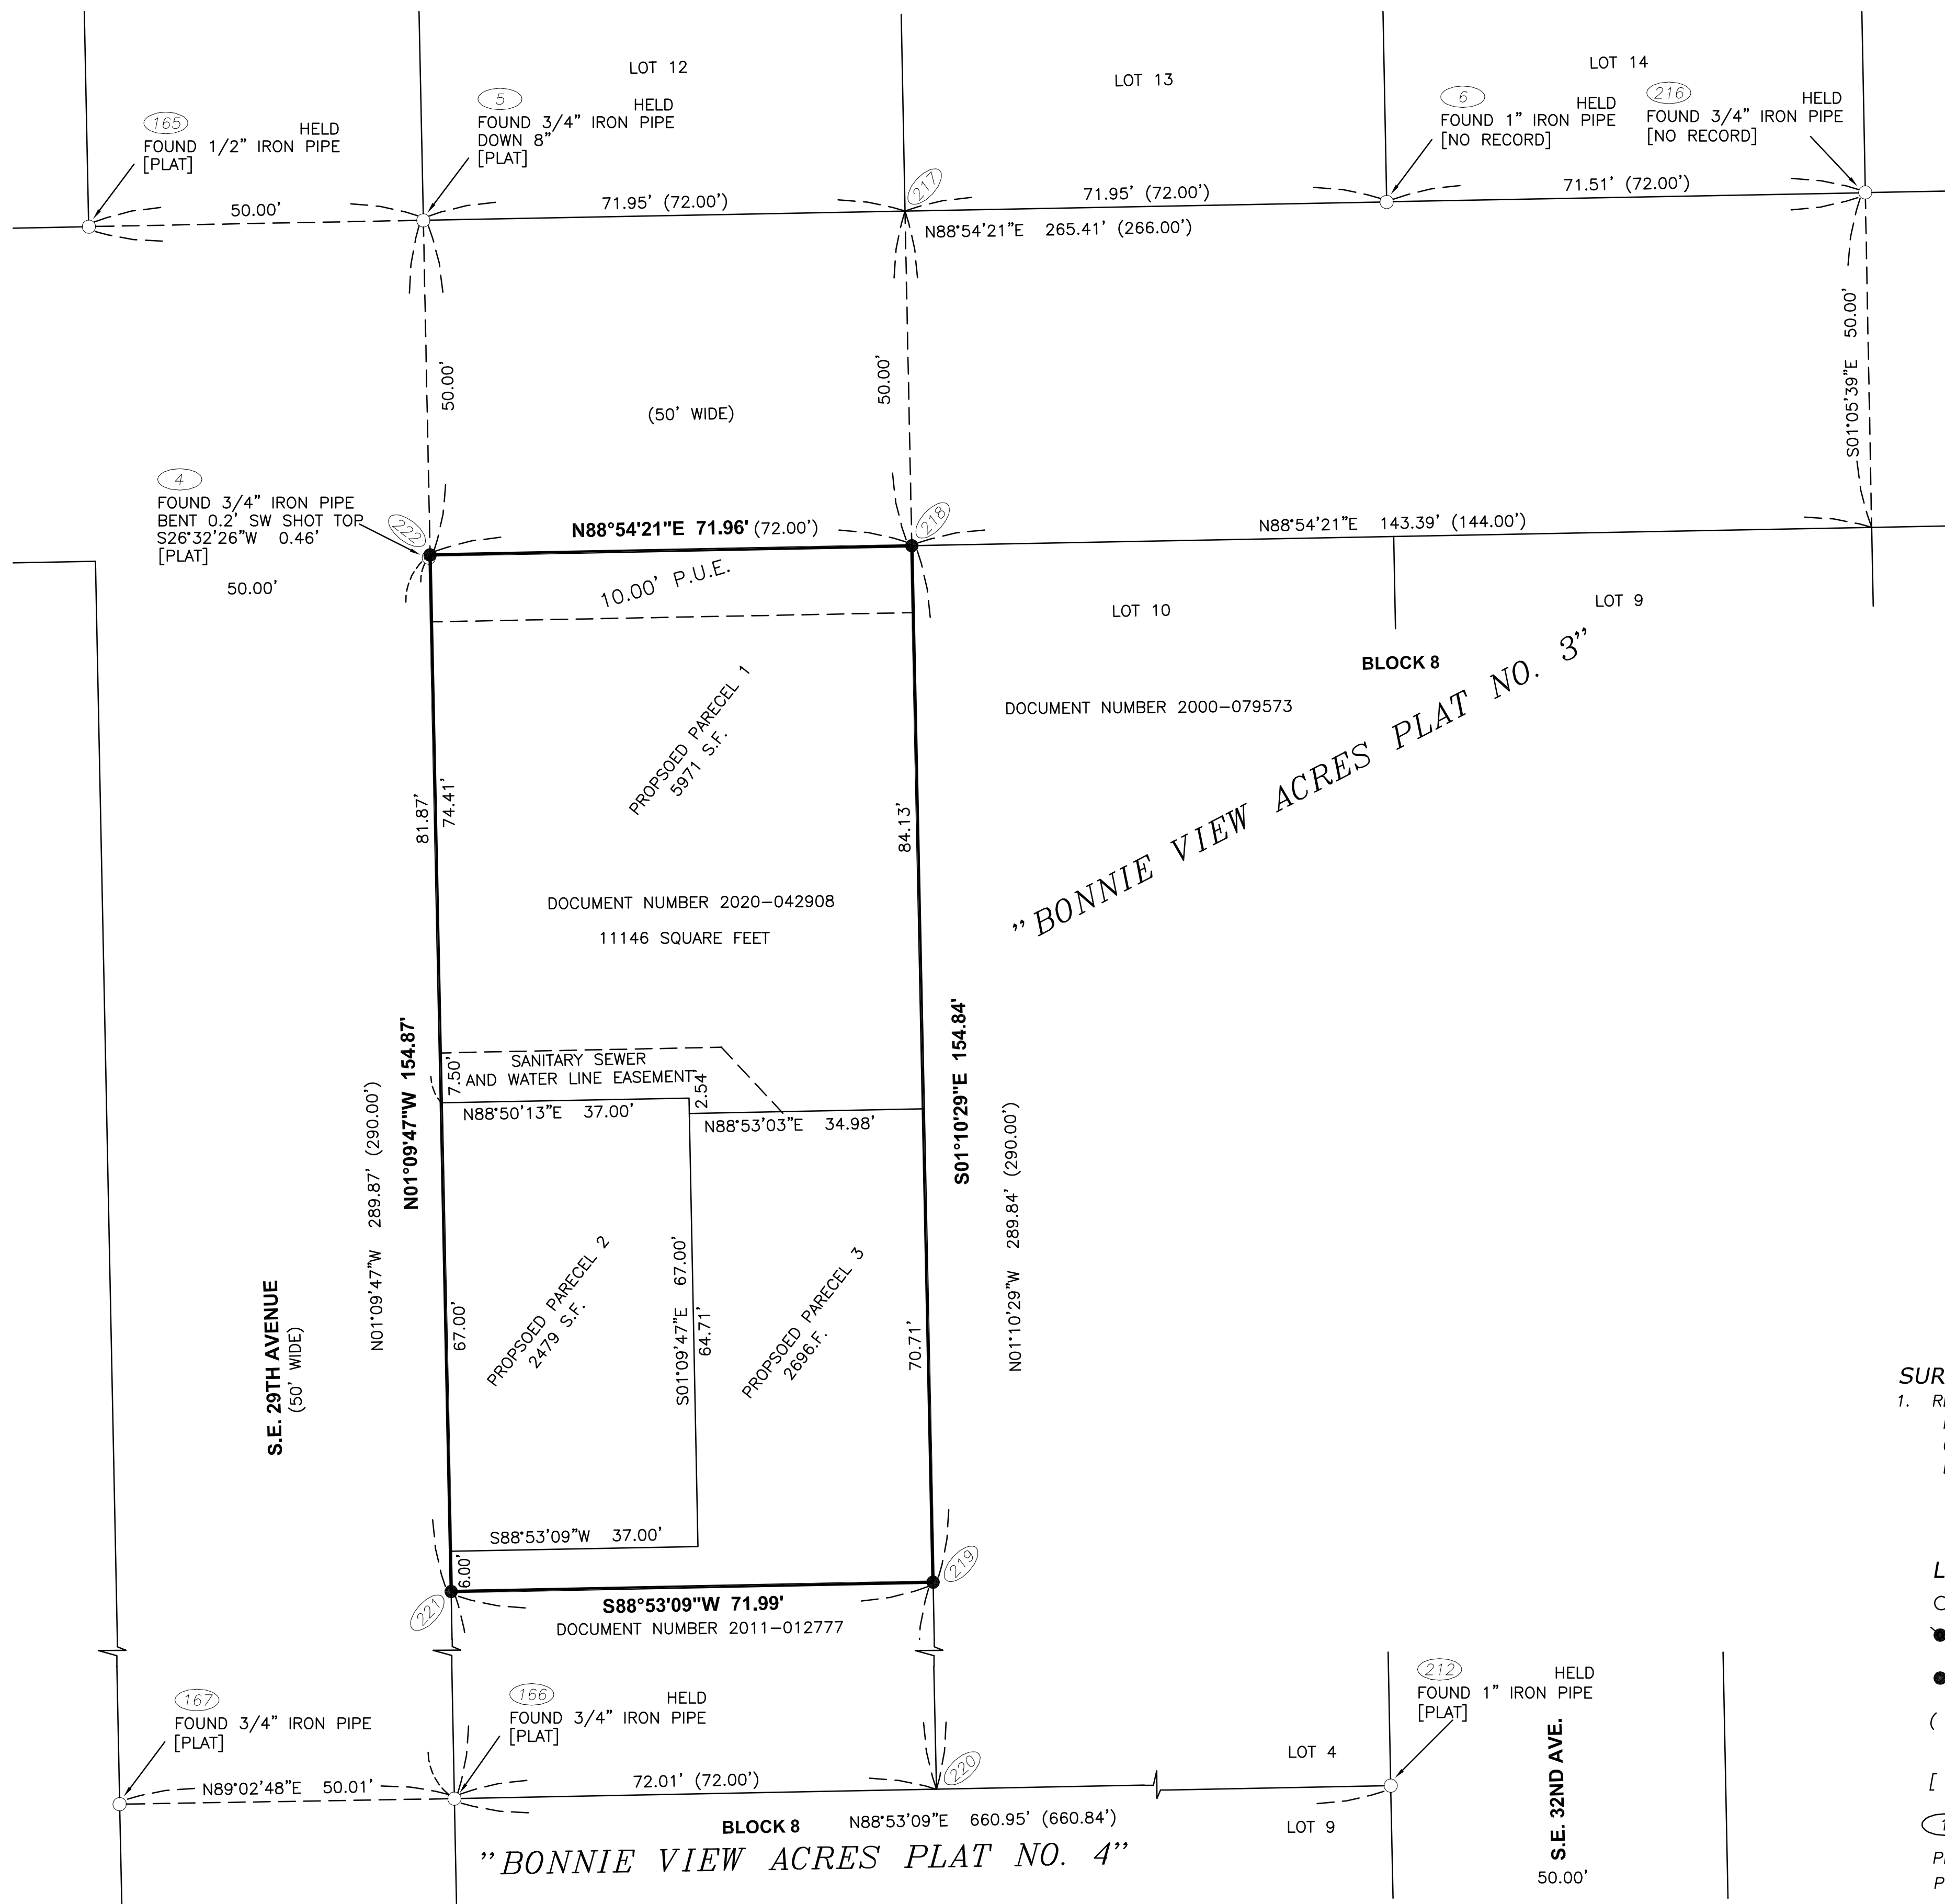 LOT 12
LOT 13
LOT 14
165
HELD
FOUND 1/2" IRON PIPE
[PLAT]
5
HELD
FOUND 3/4" IRON PIPE
DOWN 8"
[PLAT]
6
HELD
FOUND 1" IRON PIPE
[NO RECORD]
216
HELD
FOUND 3/4" IRON PIPE
[NO RECORD]
50.00'
71.95' (72.00')
217
71.95' (72.00')
71.51' (72.00')
N88°54'21"E 265.41' (266.00')
50.00'
50.00'
S01°05'39"E 50.00'
(50' WIDE)
4
FOUND 3/4" IRON PIPE
BENT 0.2' SW SHOT TOP
S26°32'26"W 0.46'
[PLAT]
222
N88°54'21"E 71.96' (72.00')
218
N88°54'21"E 143.39' (144.00')
50.00'
10.00' P.U.E.
LOT 10
LOT 9
BLOCK 8
DOCUMENT NUMBER 2000-079573
"BONNIE VIEW ACRES PLAT NO. 3"
PROPSOED PARECEL 1
5971 S.F.
81.87'
74.41'
84.13'
DOCUMENT NUMBER 2020-042908
11146 SQUARE FEET
N01°09'47"W 154.87'
S01°10'29"E 154.84'
SANITARY SEWER
AND WATER LINE EASEMENT
7.50'
2.54'
N88°50'13"E 37.00'
N88°53'03"E 34.98'
N01°09'47"W 289.87' (290.00')
N01°10'29"W 289.84' (290.00')
S.E. 29TH AVENUE
(50' WIDE)
67.00'
PROPSOED PARECEL 2
2479 S.F.
S01°09'47"E 67.00'
64.71'
PROPSOED PARECEL 3
2696.F.
70.71'
SUR
1.
S88°53'09"W 37.00'
6.00'
221
219
S88°53'09"W 71.99'
DOCUMENT NUMBER 2011-012777
L
(
[
167
FOUND 3/4" IRON PIPE
[PLAT]
166
HELD
FOUND 3/4" IRON PIPE
[PLAT]
212
HELD
FOUND 1" IRON PIPE
[PLAT]
N89°02'48"E 50.01'
72.01' (72.00')
220
LOT 4
LOT 9
BLOCK 8
N88°53'09"E 660.95' (660.84')
"BONNIE VIEW ACRES PLAT NO. 4"
S.E. 32ND AVE.
50.00'